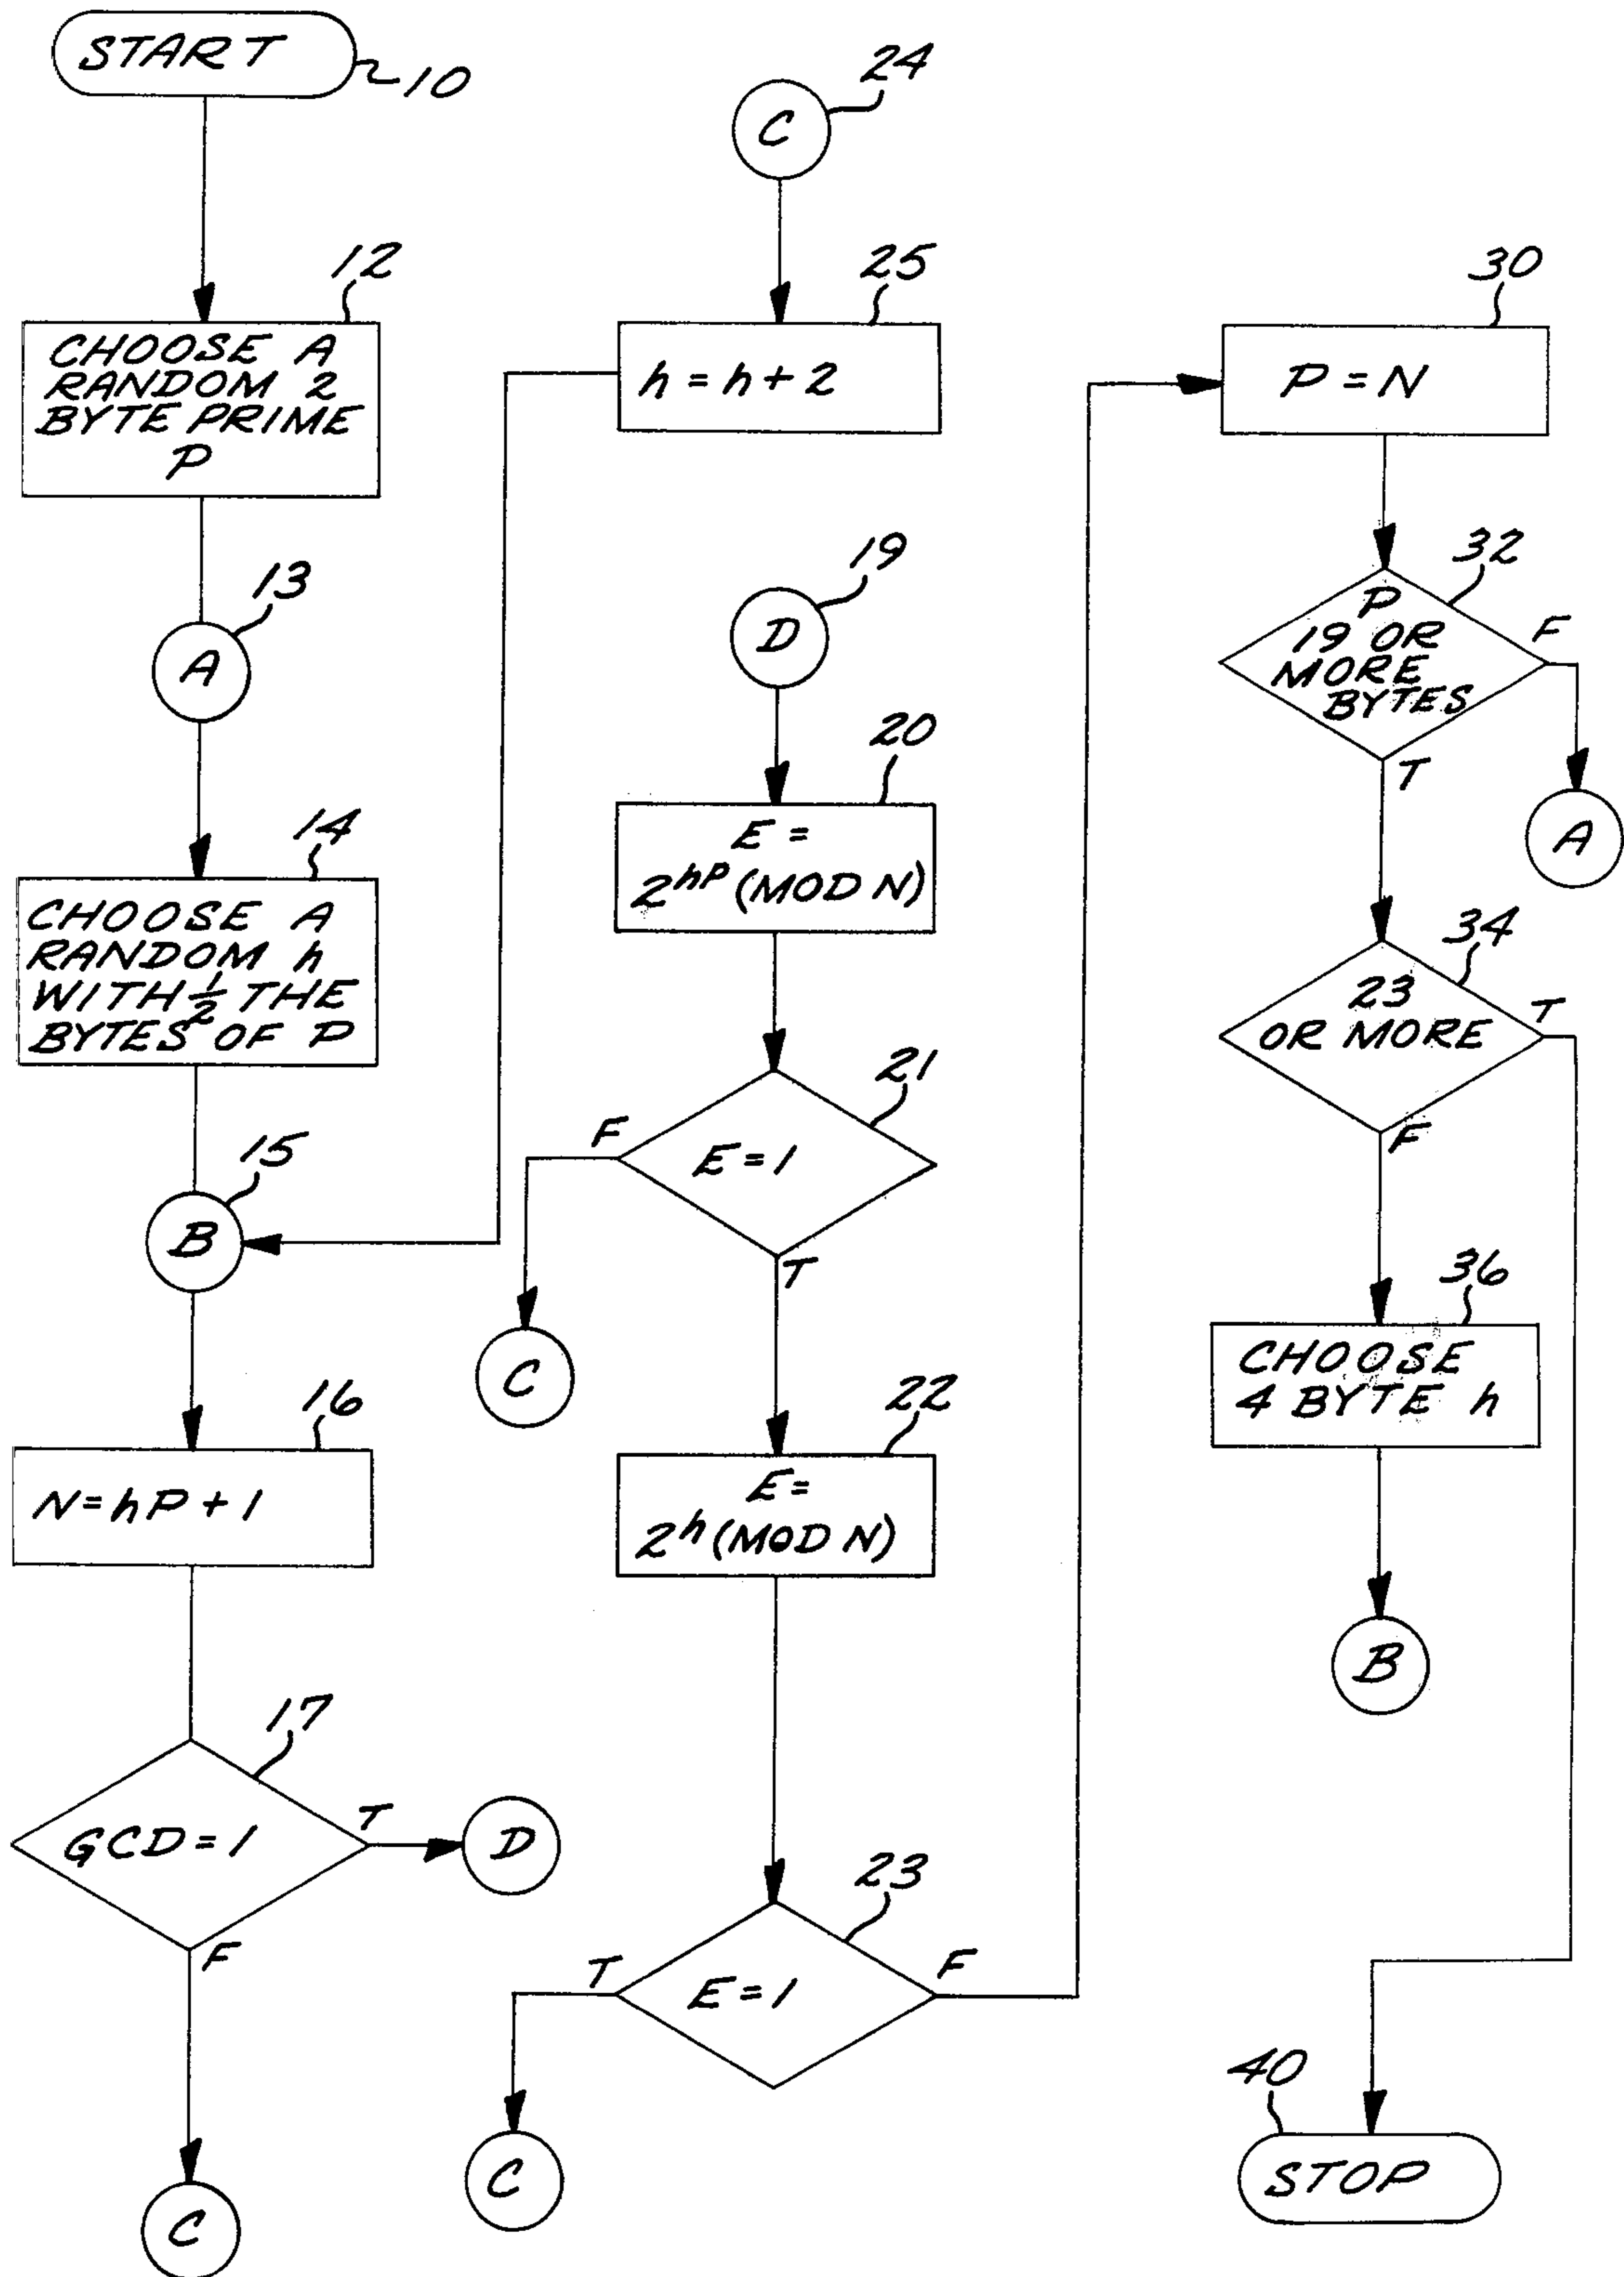 START
10
12
CHOOSE A
RANDOM 2
BYTE PRIME
P
13
A
14
CHOOSE A
RANDOM h
WITH 1/2 THE
BYTES OF P
15
B
16
N=hP+1
17
GCD=1
T
D
F
C
24
C
25
h=h+2
19
D
20
E=
2^hP (MOD N)
21
E=1
F
C
T
22
E=
2^h (MOD N)
23
E=1
T
C
F
30
P=N
32
P
19 OR
MORE
BYTES
F
A
T
34
23
OR MORE
T
F
36
CHOOSE
4 BYTE h
B
40
STOP